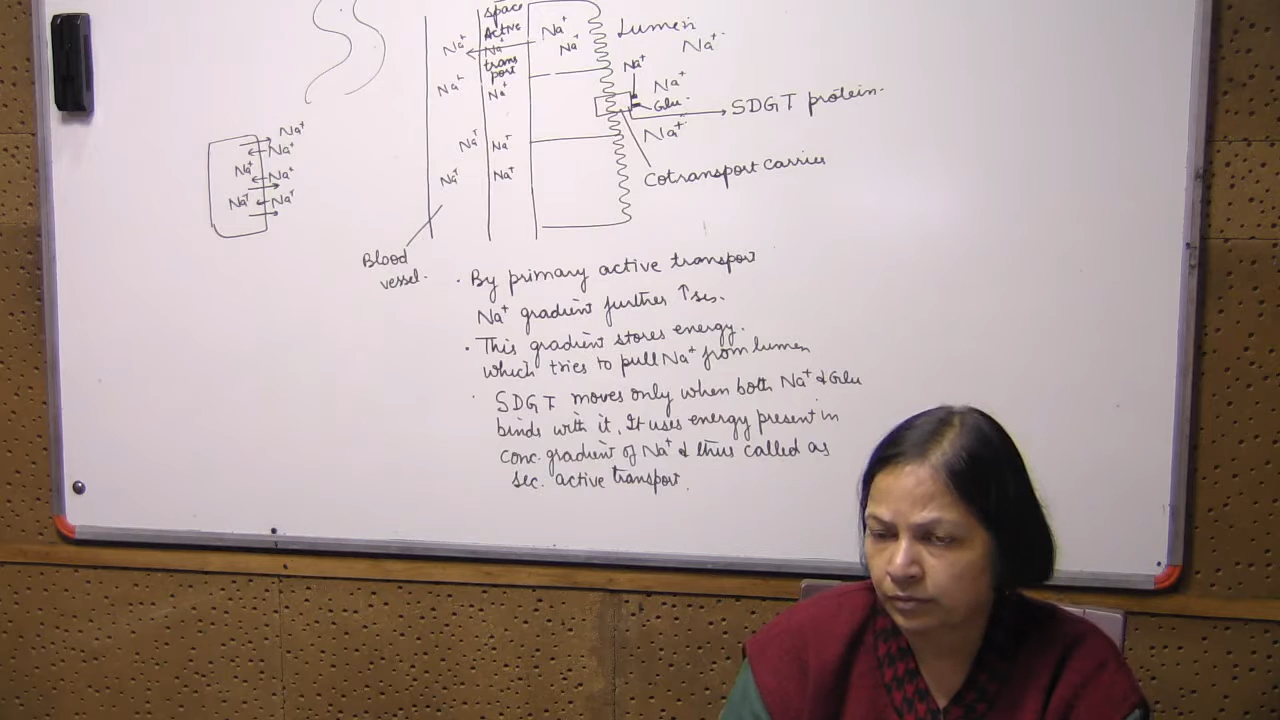 space
Active
Na⁺
trans
port
Na⁺
Na⁺
Na⁺
Na⁺
Na⁺
Na⁺
Na⁺
Na⁺
Na⁺
Na⁺
Lumen
Na⁺
Na⁺
Na⁺
Glu.
SDGT protein.
Na⁺
Cotransport carrier
Na⁺
Na⁺
Na⁺
Na⁺
Na⁺
Na⁺
Blood
vessel.
· By primary active transport
Na⁺ gradient further ↑ses.
· This gradient stores energy.
which tries to pull Na⁺ from lumen
· SDGT moves only when both Na⁺ & Glu
binds with it. It uses energy present in
conc. gradient of Na⁺ & thus called as
sec. active transport.